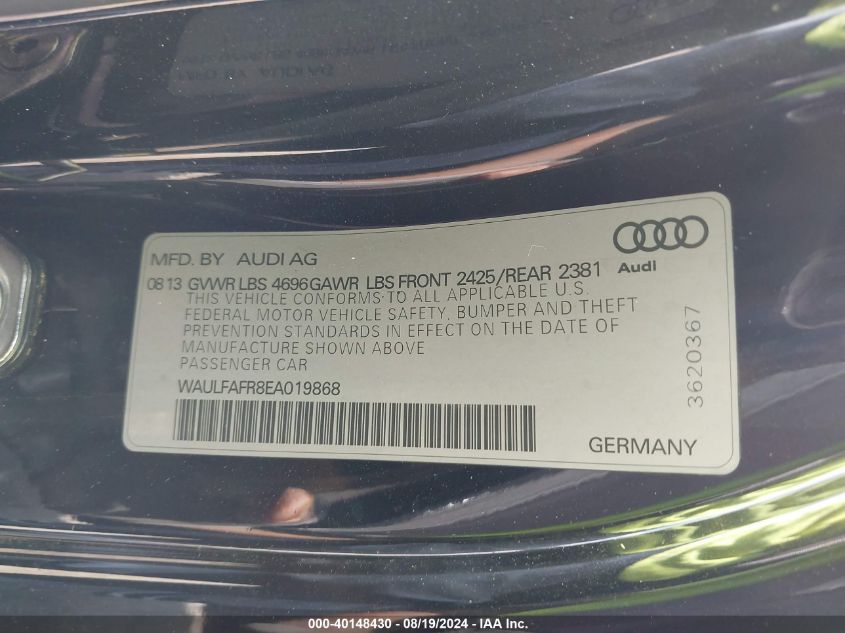 MFD. BY AUDI AG
0813 GVWR LBS 4696GAWR LBS FRONT 2425/REAR 2381
Audi
THIS VEHICLE CONFORMS TO ALL APPLICABLE U.S.
FEDERAL MOTOR VEHICLE SAFETY, BUMPER AND THEFT
PREVENTION STANDARDS IN EFFECT ON THE DATE OF
MANUFACTURE SHOWN ABOVE
PASSENGER CAR
WAULFAFR8EA019868
3620367
GERMANY
000-40148430 - 08/19/2024 - IAA Inc.